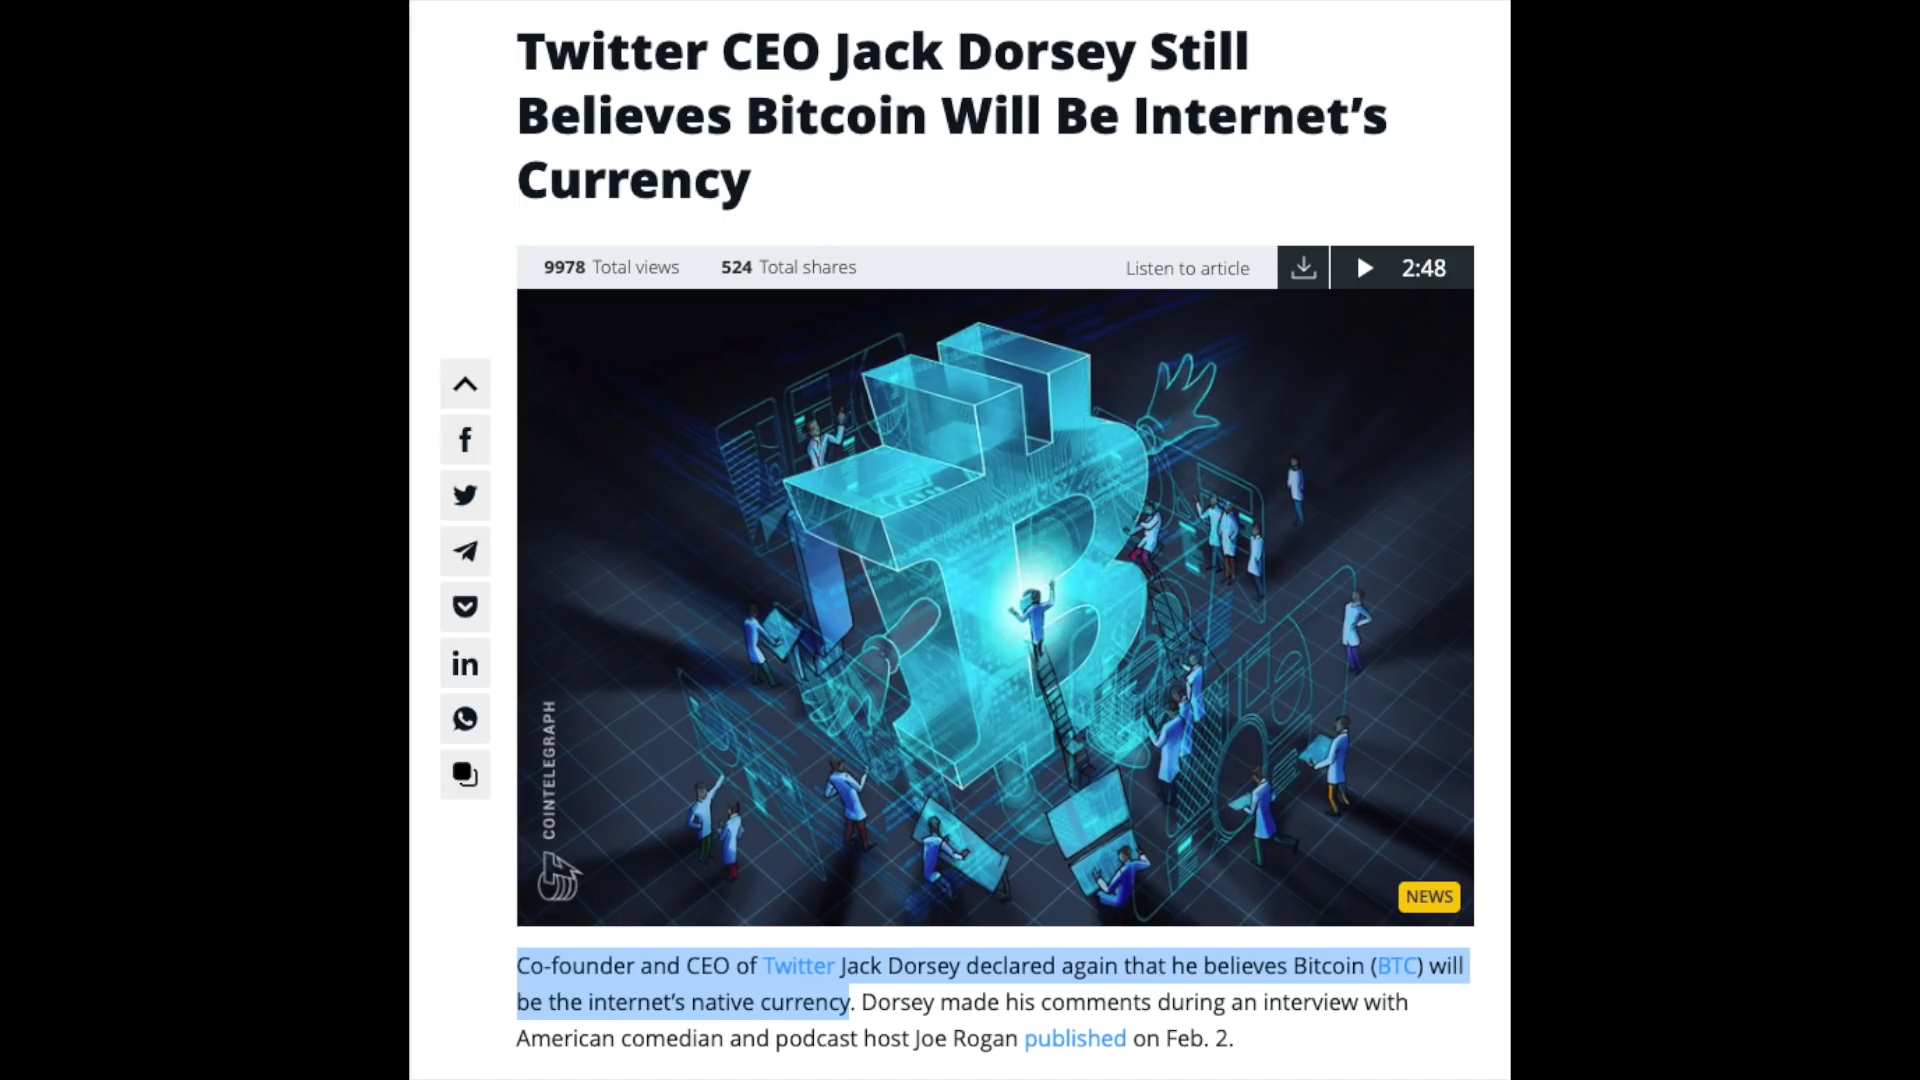 Twitter CEO Jack Dorsey Still
Believes Bitcoin Will Be Internet’s
Currency
9978 Total views 524 Total shares Listen to article 2:48
COINTELEGRAPH
NEWS
Co-founder and CEO of Twitter Jack Dorsey declared again that he believes Bitcoin (BTC) will
be the internet’s native currency. Dorsey made his comments during an interview with
American comedian and podcast host Joe Rogan published on Feb. 2.